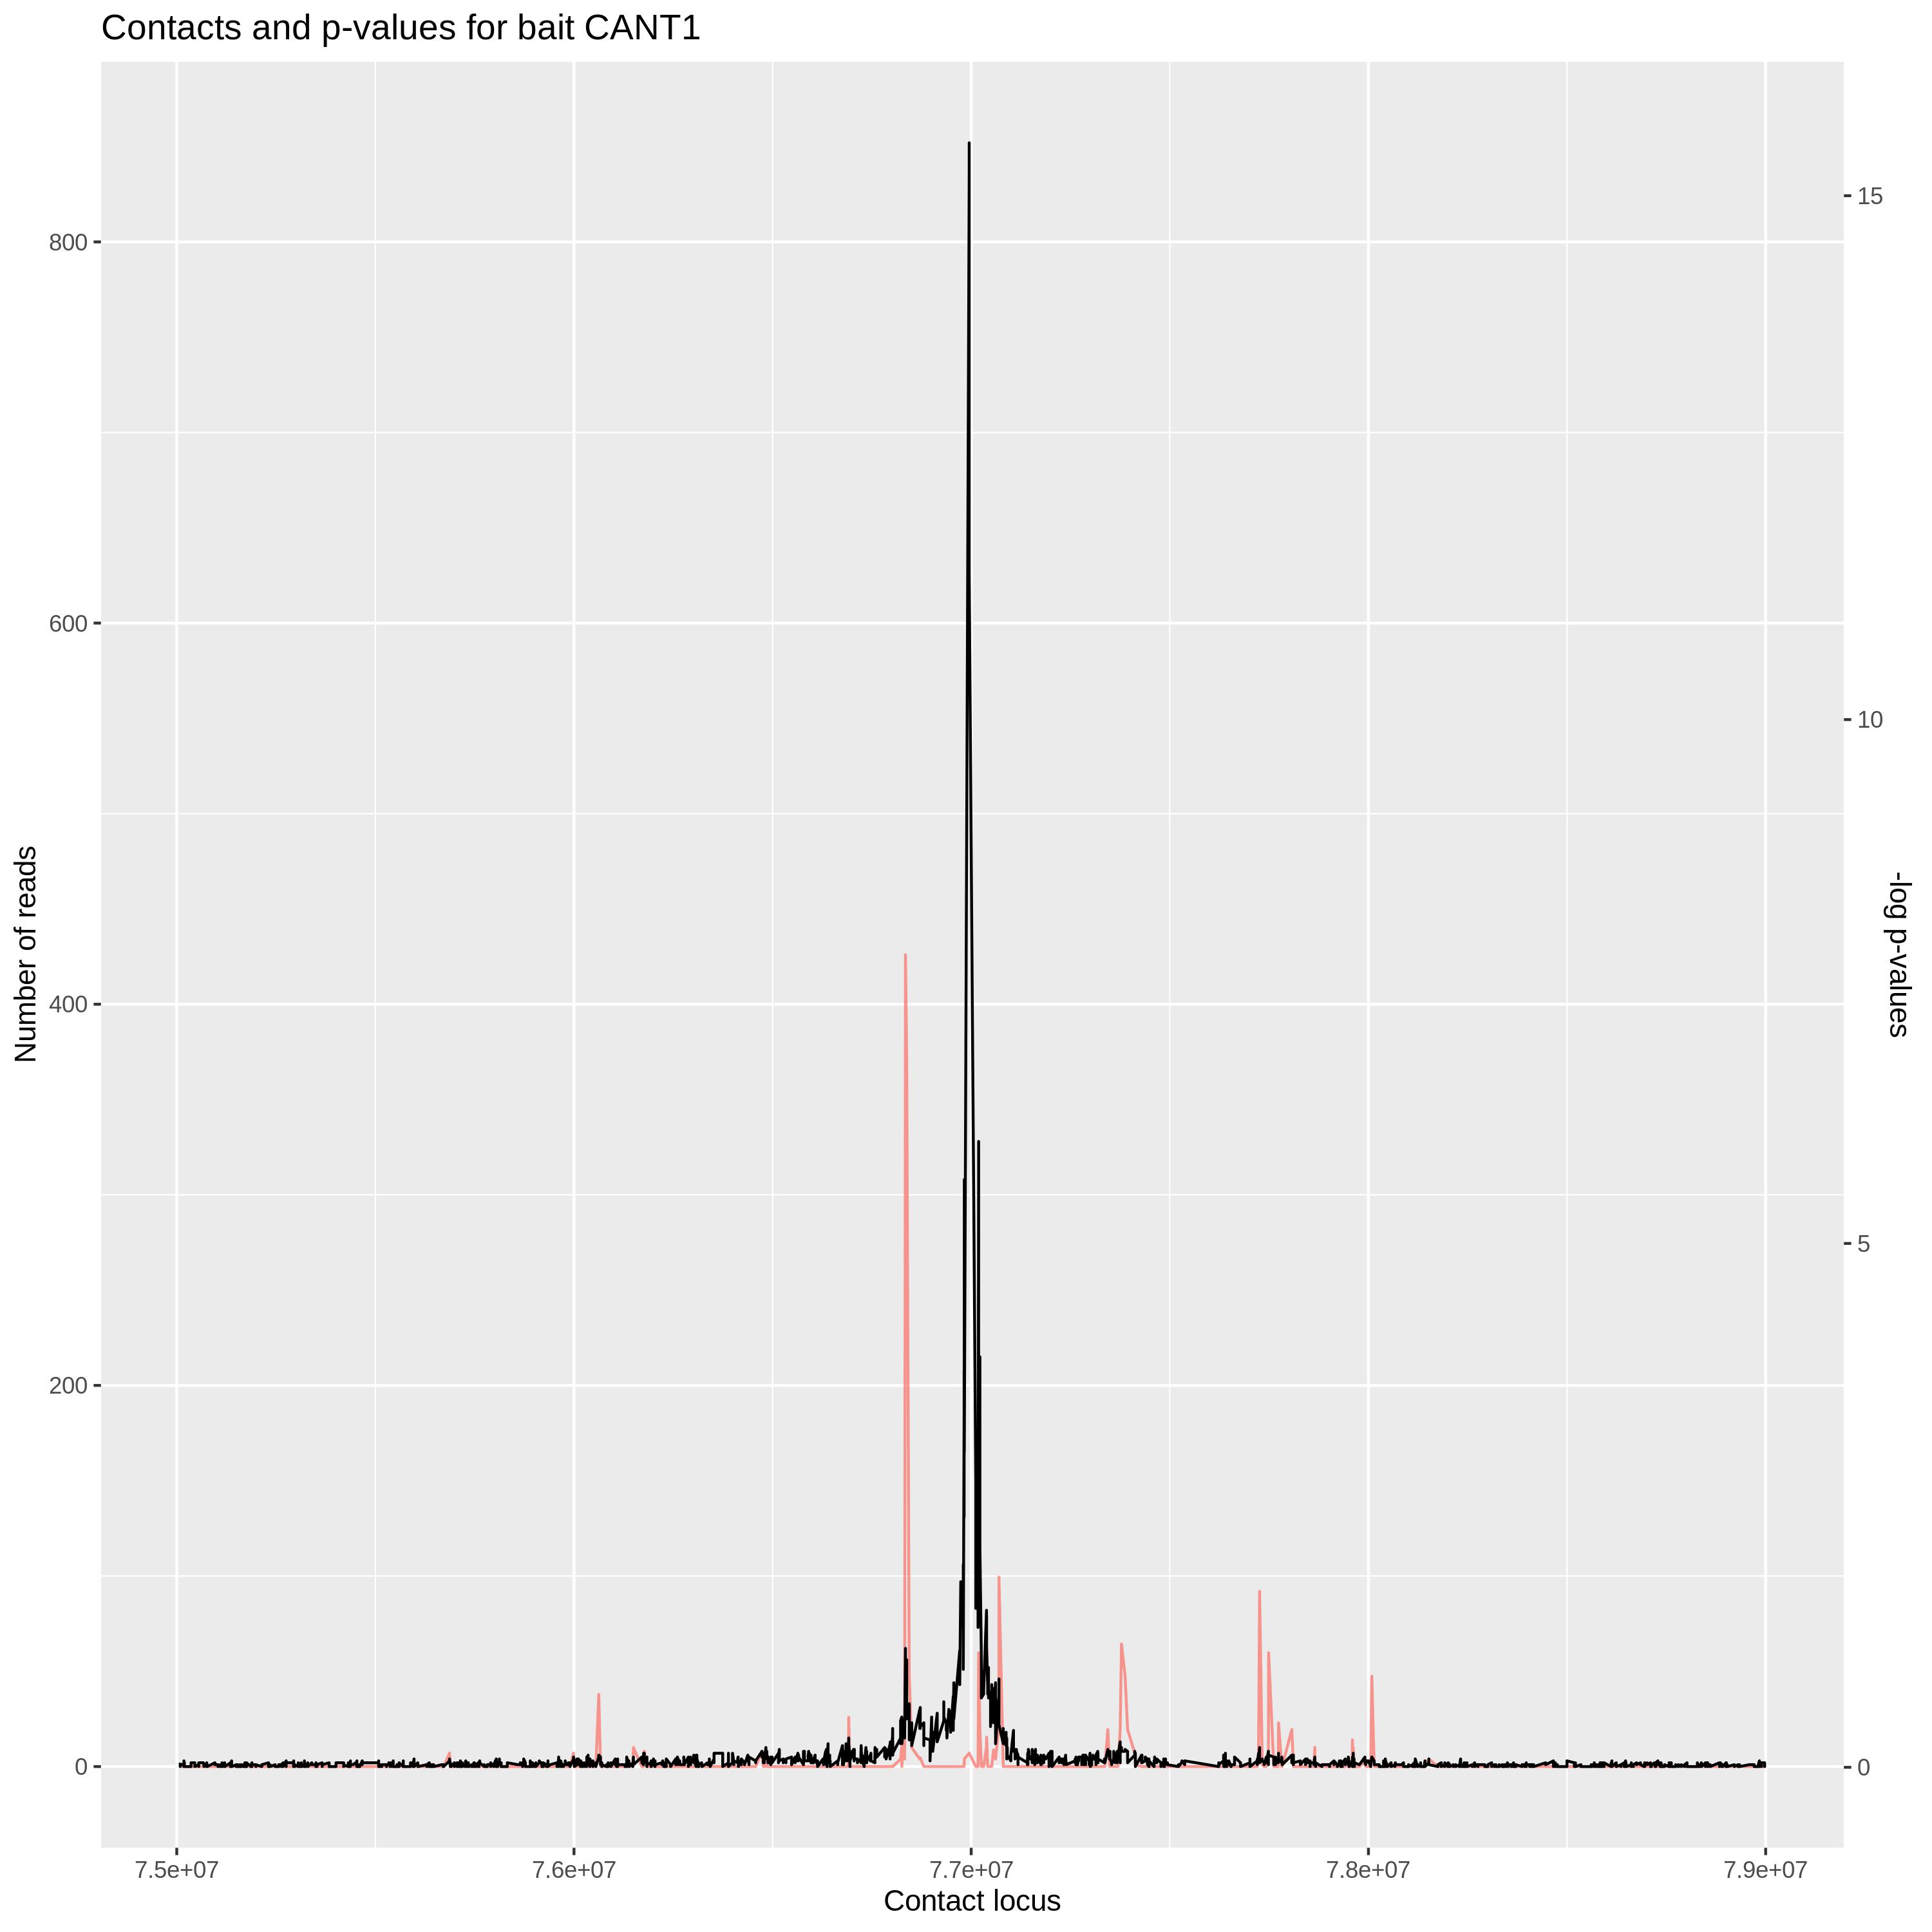 Contacts and p-values for bait CANT1
Number of reads
800
600
400
200
0
15
10
5
0
-log p-values
7.5e+07
7.6e+07
7.7e+07
7.8e+07
7.9e+07
Contact locus